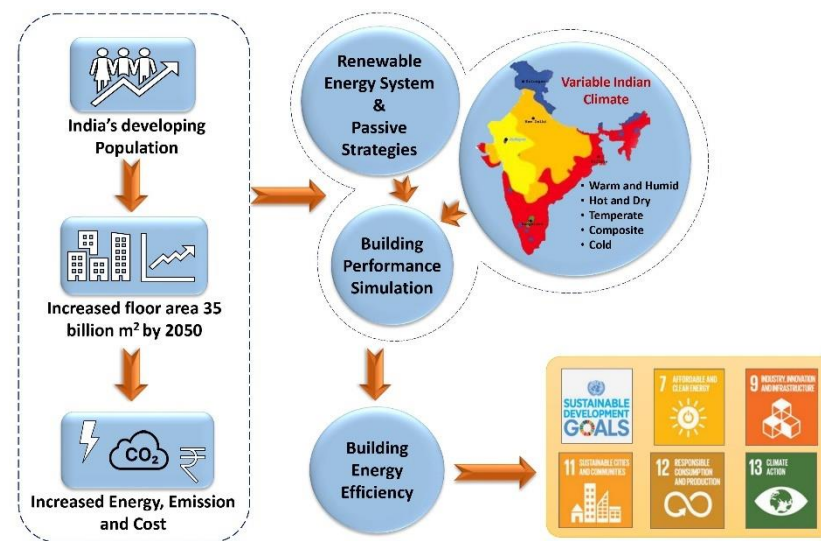 India's developing
Population
Increased floor area 35
billion m² by 2050
CO₂
₹
Increased Energy, Emission
and Cost
Renewable
Energy System
&
Passive
Strategies
Variable Indian
Climate
New Delhi
• Warm and Humid
• Hot and Dry
• Temperate
• Composite
• Cold
Building
Performance
Simulation
Building
Energy
Efficiency
SUSTAINABLE
DEVELOPMENT
GOALS
7 AFFORDABLE AND
CLEAN ENERGY
9 INDUSTRY, INNOVATION
AND INFRASTRUCTURE
11 SUSTAINABLE CITIES
AND COMMUNITIES
12 RESPONSIBLE
CONSUMPTION
AND PRODUCTION
13 CLIMATE
ACTION